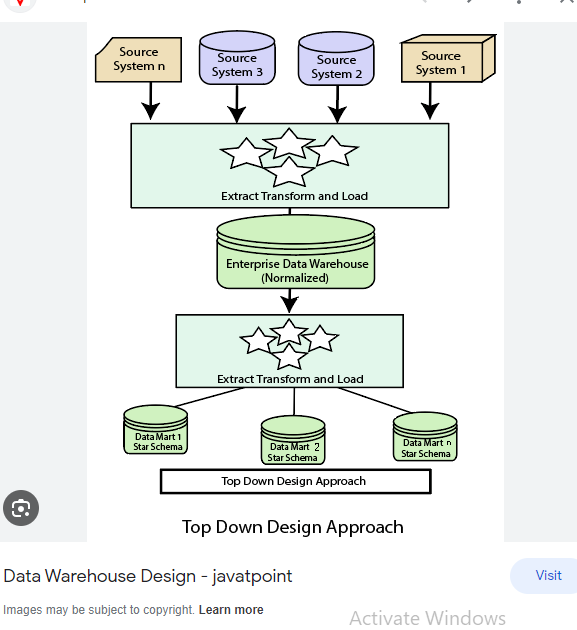 Source
System n
Source
System 3
Source
System 2
Source
System 1
Extract Transform and Load
Enterprise Data Warehouse
(Normalized)
Extract Transform and Load
Data Mart 1
Star Schema
Data Mart 2
Star Schema
Data Mart n
Star Schema
Top Down Design Approach
Top Down Design Approach
Data Warehouse Design - javatpoint
Visit
Images may be subject to copyright. Learn more
Activate Windows